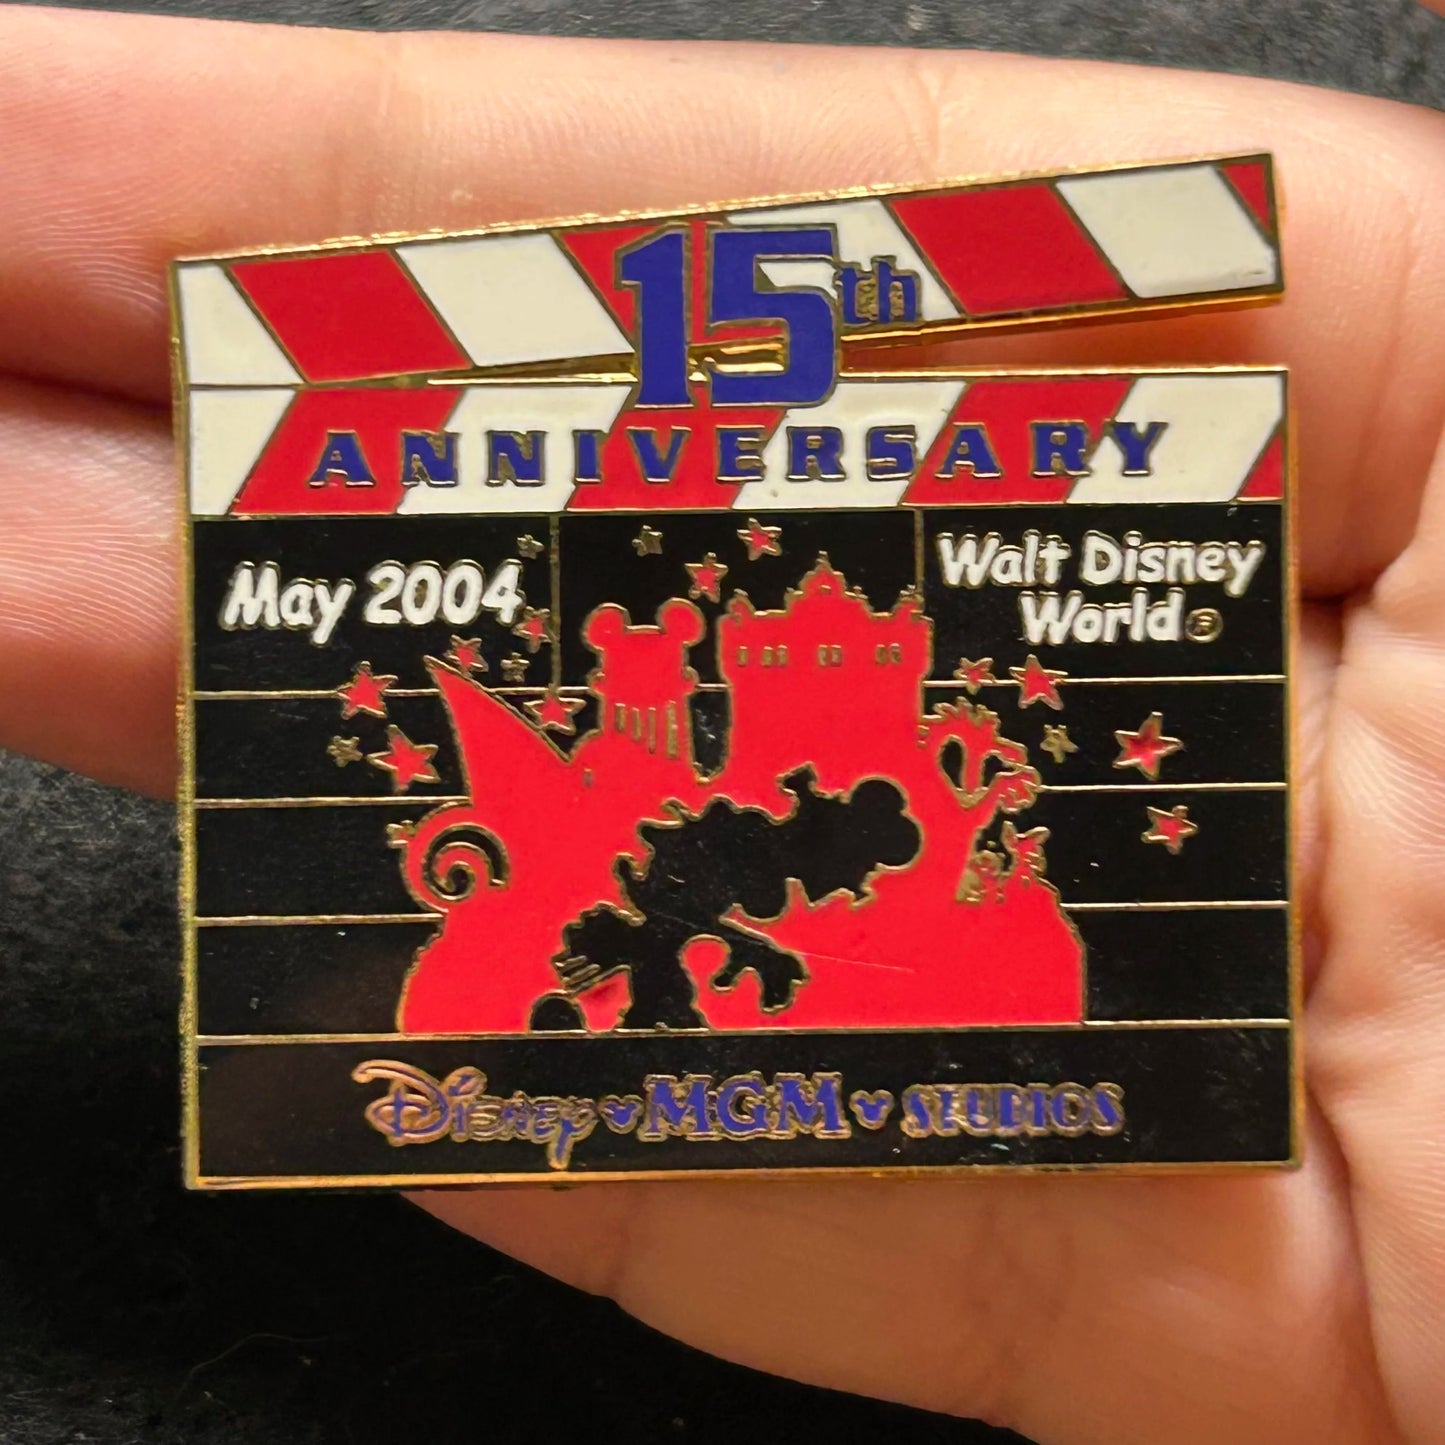 15th
ANNIVERSARY
May 2004
Walt Disney
World®
Disney MGM STUDIOS